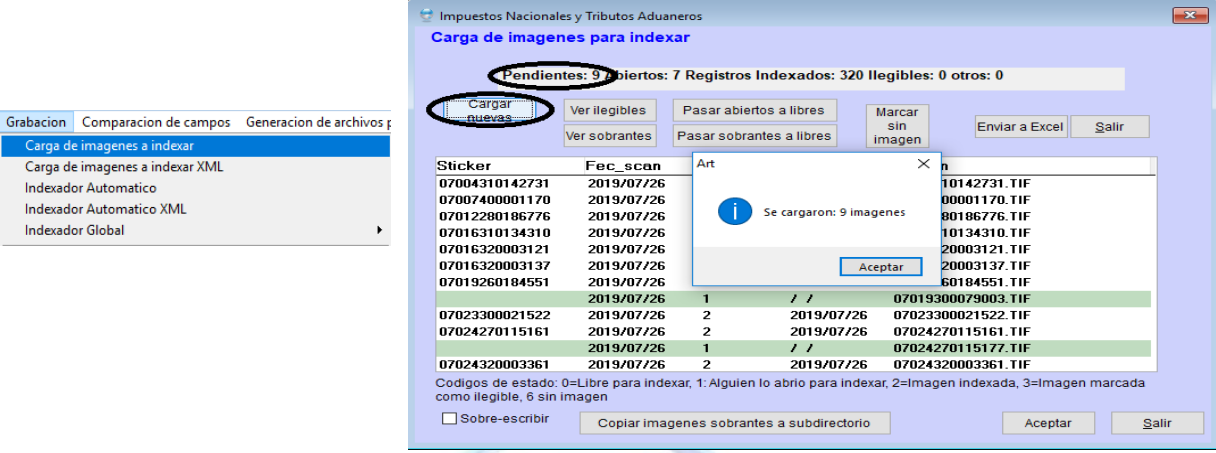 Grabacion Comparacion de campos Generacion de archivos p
Carga de imagenes a indexar
Carga de imagenes a indexar XML
Indexador Automatico
Indexador Automatico XML
Indexador Global
Impuestos Nacionales y Tributos Aduaneros
Carga de imagenes para indexar
Pendientes: 9 Abiertos: 7 Registros Indexados: 320 Ilegibles: 0 otros: 0
Cargar nuevas
Ver ilegibles
Pasar abiertos a libres
Marcar sin imagen
Enviar a Excel
Salir
Ver sobrantes
Pasar sobrantes a libres
Sticker Fec_scan n
07004310142731 2019/07/26 10142731.TIF
07007400001170 2019/07/26 00001170.TIF
07012280186776 2019/07/26 80186776.TIF
07016310134310 2019/07/26 10134310.TIF
07016320003121 2019/07/26 20003121.TIF
07016320003137 2019/07/26 20003137.TIF
07019260184551 2019/07/26 60184551.TIF
2019/07/26 1 / / 07019300079003.TIF
07023300021522 2019/07/26 2 2019/07/26 07023300021522.TIF
07024270115161 2019/07/26 2 2019/07/26 07024270115161.TIF
2019/07/26 1 / / 07024270115177.TIF
07024320003361 2019/07/26 2 2019/07/26 07024320003361.TIF
Art
Se cargaron: 9 imagenes
Aceptar
Codigos de estado: 0=Libre para indexar, 1: Alguien lo abrio para indexar, 2=Imagen indexada, 3=Imagen marcada
como ilegible, 6 sin imagen
Sobre-escribir
Copiar imagenes sobrantes a subdirectorio
Aceptar
Salir